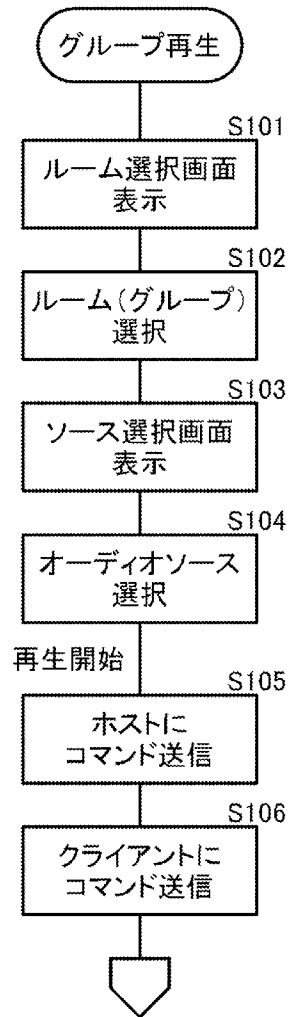 グループ再生
S101
ルーム選択画面
表示
S102
ルーム(グループ)
選択
S103
ソース選択画面
表示
S104
オーディオソース
選択
再生開始
S105
ホストに
コマンド送信
S106
クライアントに
コマンド送信